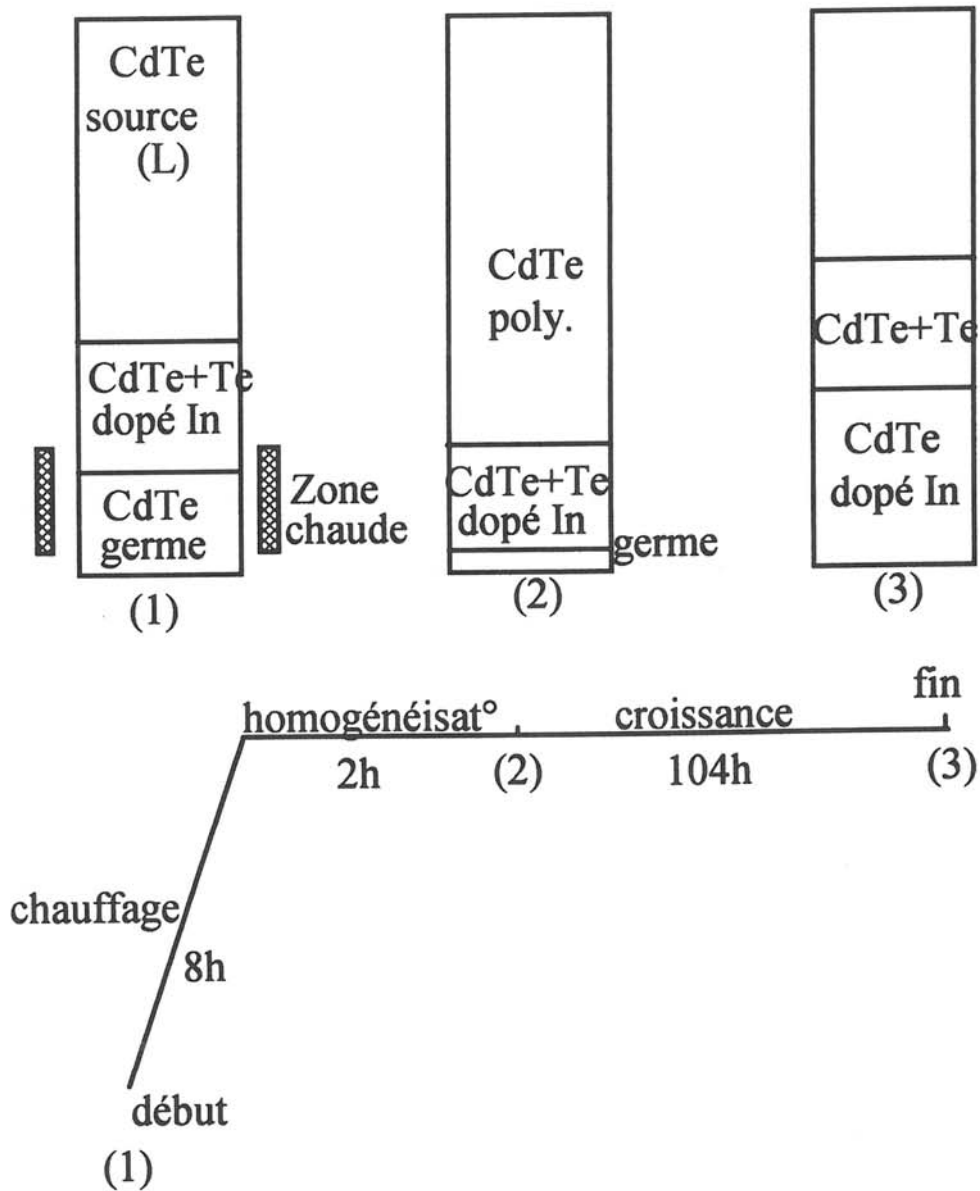 CdTe
source
(L)
CdTe+Te
dopé In
CdTe
germe
Zone
chaude
(1)
CdTe
poly.
CdTe+Te
dopé In
germe
(2)
CdTe+Te
CdTe
dopé In
(3)
homogénéisat°
croissance
fin
2h
(2)
104h
(3)
chauffage
8h
début
(1)